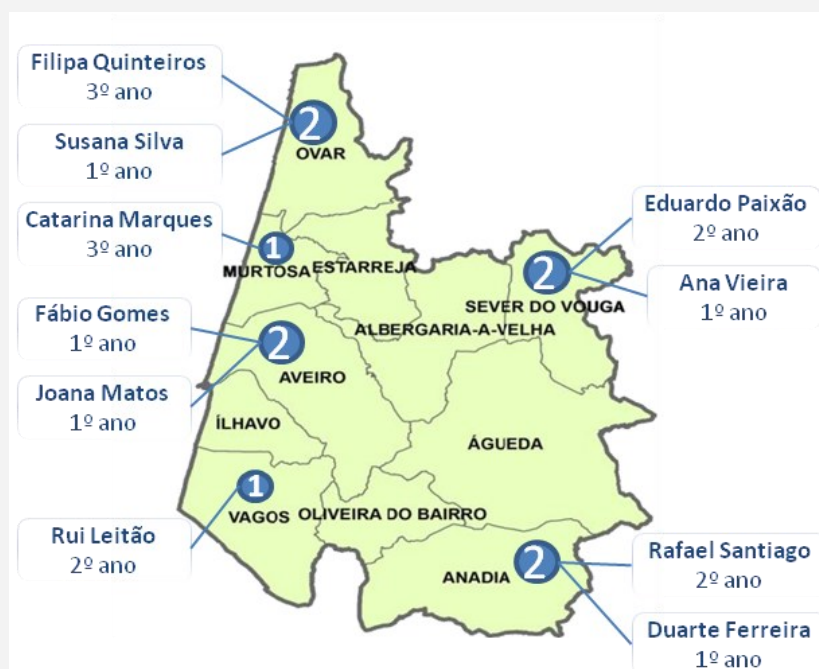 Filipa Quinteiros
3º ano
Susana Silva
1º ano
Catarina Marques
3º ano
Fábio Gomes
1º ano
Joana Matos
1º ano
Rui Leitão
2º ano
2
OVAR
1
MURTOSA
ESTARREJA
2
SEVER DO VOUGA
ALBERGARIA-A-VELHA
2
AVEIRO
ÍLHAVO
ÁGUEDA
1
VAGOS
OLIVEIRA DO BAIRRO
2
ANADIA
Eduardo Paixão
2º ano
Ana Vieira
1º ano
Rafael Santiago
2º ano
Duarte Ferreira
1º ano